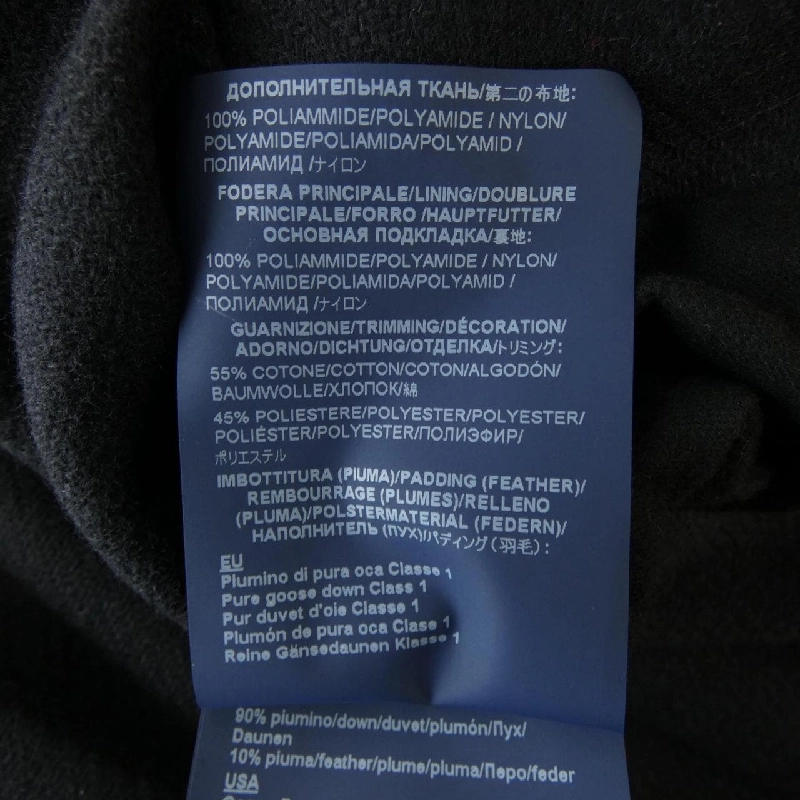 ДОПОЛНИТЕЛЬНАЯ ТКАНЬ/第二の布地:
100% POLIAMMIDE/POLYAMIDE / NYLON/
POLYAMIDE/POLIAMIDA/POLYAMID /
ПОЛИАМИД /ナイロン
FODERA PRINCIPALE/LINING/DOUBLURE
PRINCIPALE/FORRO /HAUPTFUTTER/
ОСНОВНАЯ ПОДКЛАДКА/裏地:
100% POLIAMMIDE/POLYAMIDE / NYLON/
POLYAMIDE/POLIAMIDA/POLYAMID /
ПОЛИАМИД /ナイロン
GUARNIZIONE/TRIMMING/DÉCORATION/
ADORNO/DICHTUNG/ОТДЕЛКА/トリミング:
55% COTONE/COTTON/COTON/ALGODÓN/
BAUMWOLLE/ХЛОПОК/綿
45% POLIESTERE/POLYESTER/POLYESTER/
POLIÉSTER/POLYESTER/ПОЛИЭФИР/
ポリエステル
IMBOTTITURA (PIUMA)/PADDING (FEATHER)/
REMBOURRAGE (PLUMES)/RELLENO
(PLUMA)/POLSTERMATERIAL (FEDERN)/
НАПОЛНИТЕЛЬ (ПУХ)/パディング(羽毛):
EU
Piumino di pura oca Classe 1
Pure goose down Class 1
Pur duvet d'oie Classe 1
Plumón de pura oca Clase 1
Reine Gänsedaunen Klasse 1
90% piumino/down/duvet/plumón/Пух/
Daunen
10% piuma/feather/plume/pluma/Перо/feder
USA